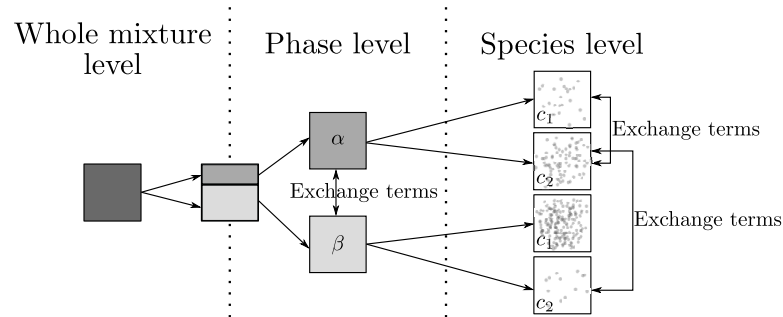 Whole mixture
level
Phase level
Species level
α
Exchange terms
β
c₁
c₂
c₁
c₂
Exchange terms
Exchange terms